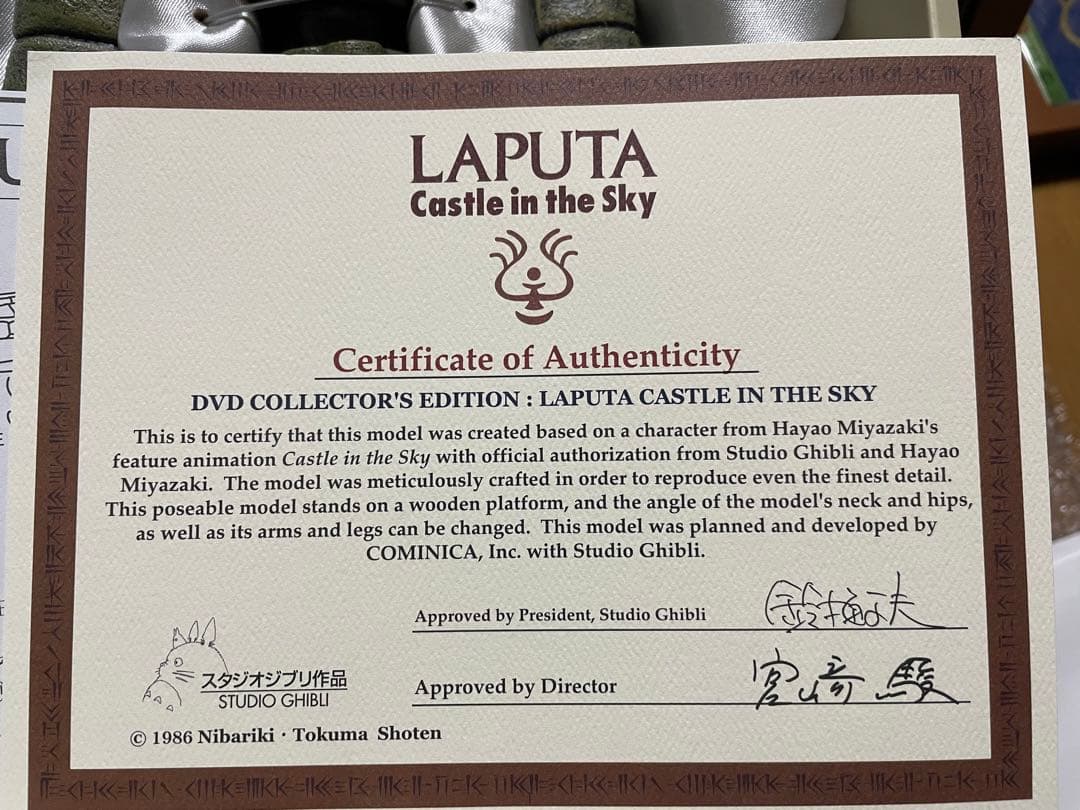 LAPUTA
Castle in the Sky
Certificate of Authenticity
DVD COLLECTOR'S EDITION : LAPUTA CASTLE IN THE SKY
This is to certify that this model was created based on a character from Hayao Miyazaki's
feature animation Castle in the Sky with official authorization from Studio Ghibli and Hayao
Miyazaki. The model was meticulously crafted in order to reproduce even the finest detail.
This poseable model stands on a wooden platform, and the angle of the model's neck and hips,
as well as its arms and legs can be changed. This model was planned and developed by
COMINICA, Inc. with Studio Ghibli.
Approved by President, Studio Ghibli 鈴木敏夫
Approved by Director 宮崎駿
スタジオジブリ作品
STUDIO GHIBLI
© 1986 Nibariki · Tokuma Shoten